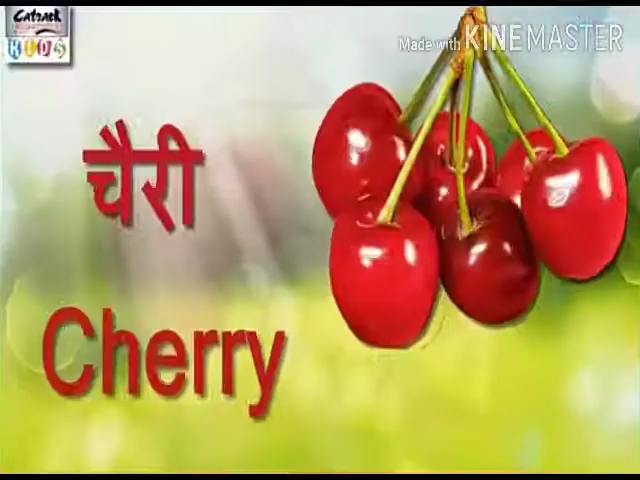 Catrack
KIDS
Made with KINEMASTER
चैरी
Cherry